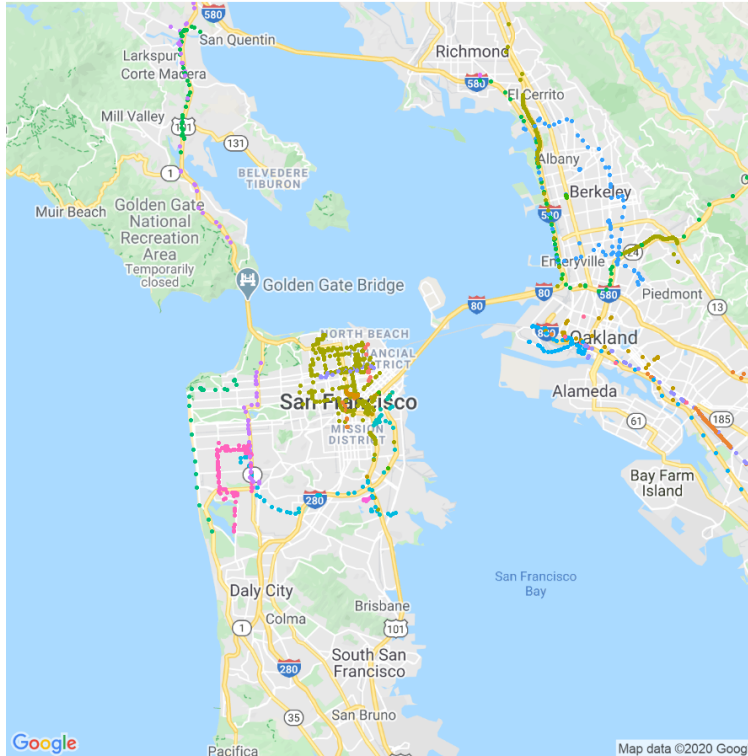 580
San Quentin
Larkspur
Corte Madera
Richmond
580
El Cerrito
Mill Valley
101
131
Albany
1
BELVEDERE
TIBURON
Berkeley
Muir Beach
Golden Gate
National
Recreation
Area
Temporarily
closed
580
24
Emeryville
Golden Gate Bridge
80
80
580
Piedmont
13
NORTH BEACH
880
Oakland
San Francisco
Alameda
MISSION
DISTRICT
61
185
Bay Farm
Island
280
San Francisco
Bay
Daly City
Brisbane
1
Colma
101
South San
Francisco
280
35
San Bruno
Google
Pacifica
Map data ©2020 Goog